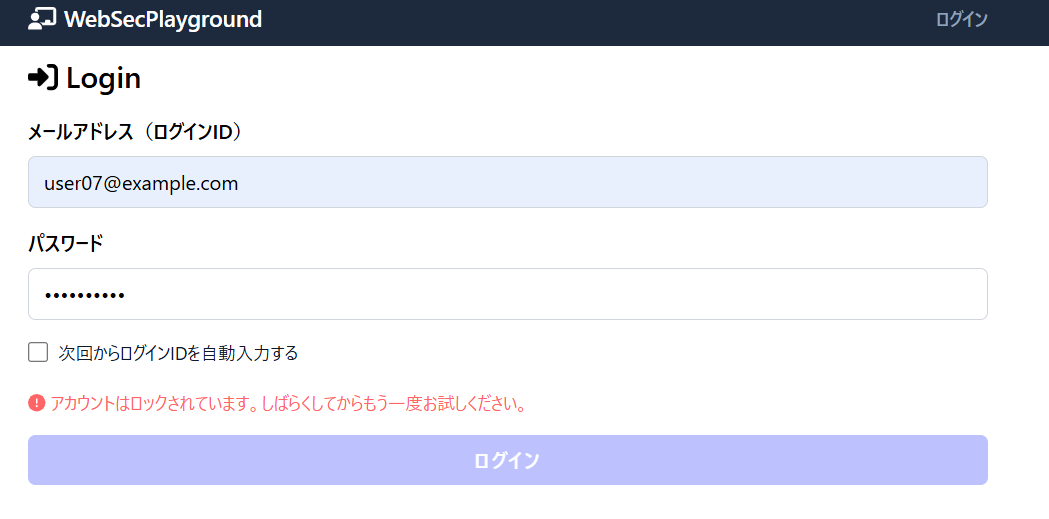 WebSecPlayground ログイン
Login
メールアドレス（ログインID）
user07@example.com
パスワード
••••••••••
次回からログインIDを自動入力する
アカウントはロックされています。しばらくしてからもう一度お試しください。
ログイン